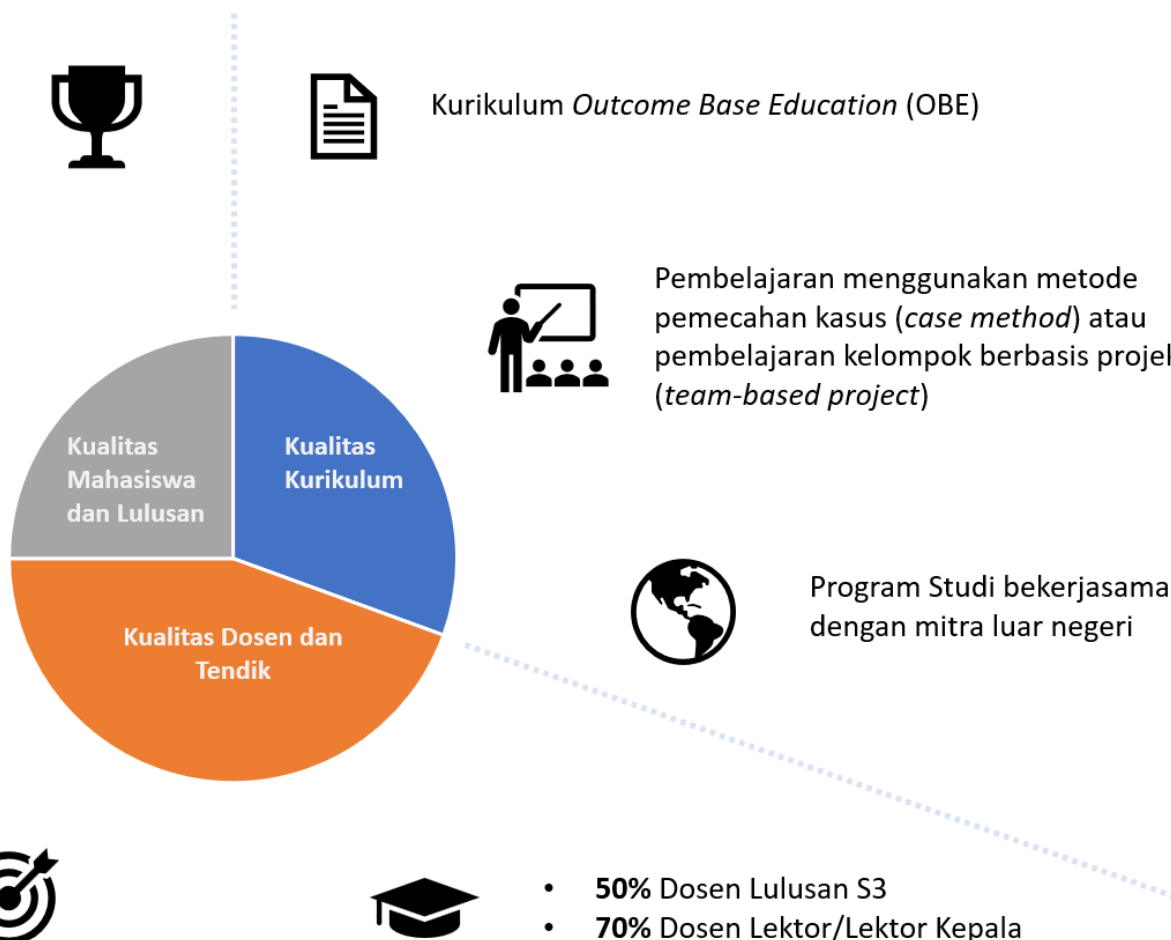 Kurikulum Outcome Base Education (OBE)
Pembelajaran menggunakan metode
pemecahan kasus (case method) atau
pembelajaran kelompok berbasis projek
(team-based project)
Kualitas
Mahasiswa
dan Lulusan
Kualitas
Kurikulum
Program Studi bekerjasama
dengan mitra luar negeri
Kualitas Dosen dan
Tendik
• 50% Dosen Lulusan S3
• 70% Dosen Lektor/Lektor Kepala